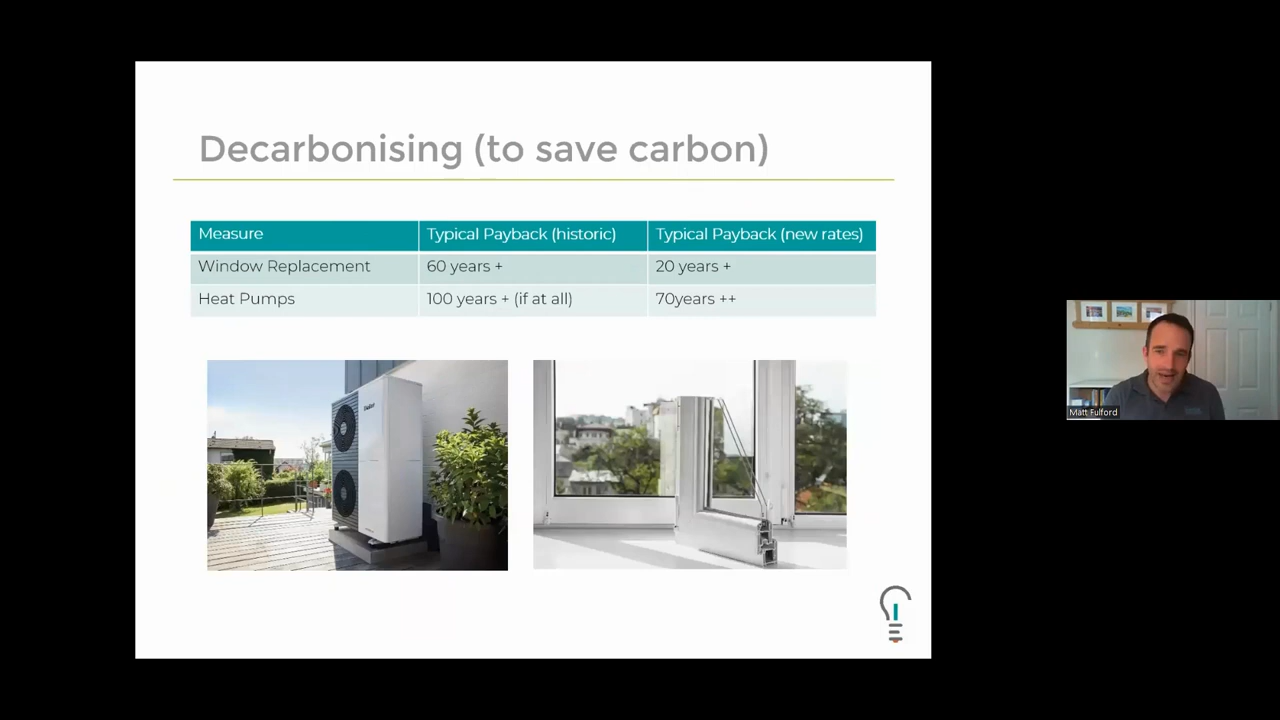 Decarbonising (to save carbon)
Measure Typical Payback (historic) Typical Payback (new rates)
Window Replacement 60 years + 20 years +
Heat Pumps 100 years + (if at all) 70years ++
Matt Fulford